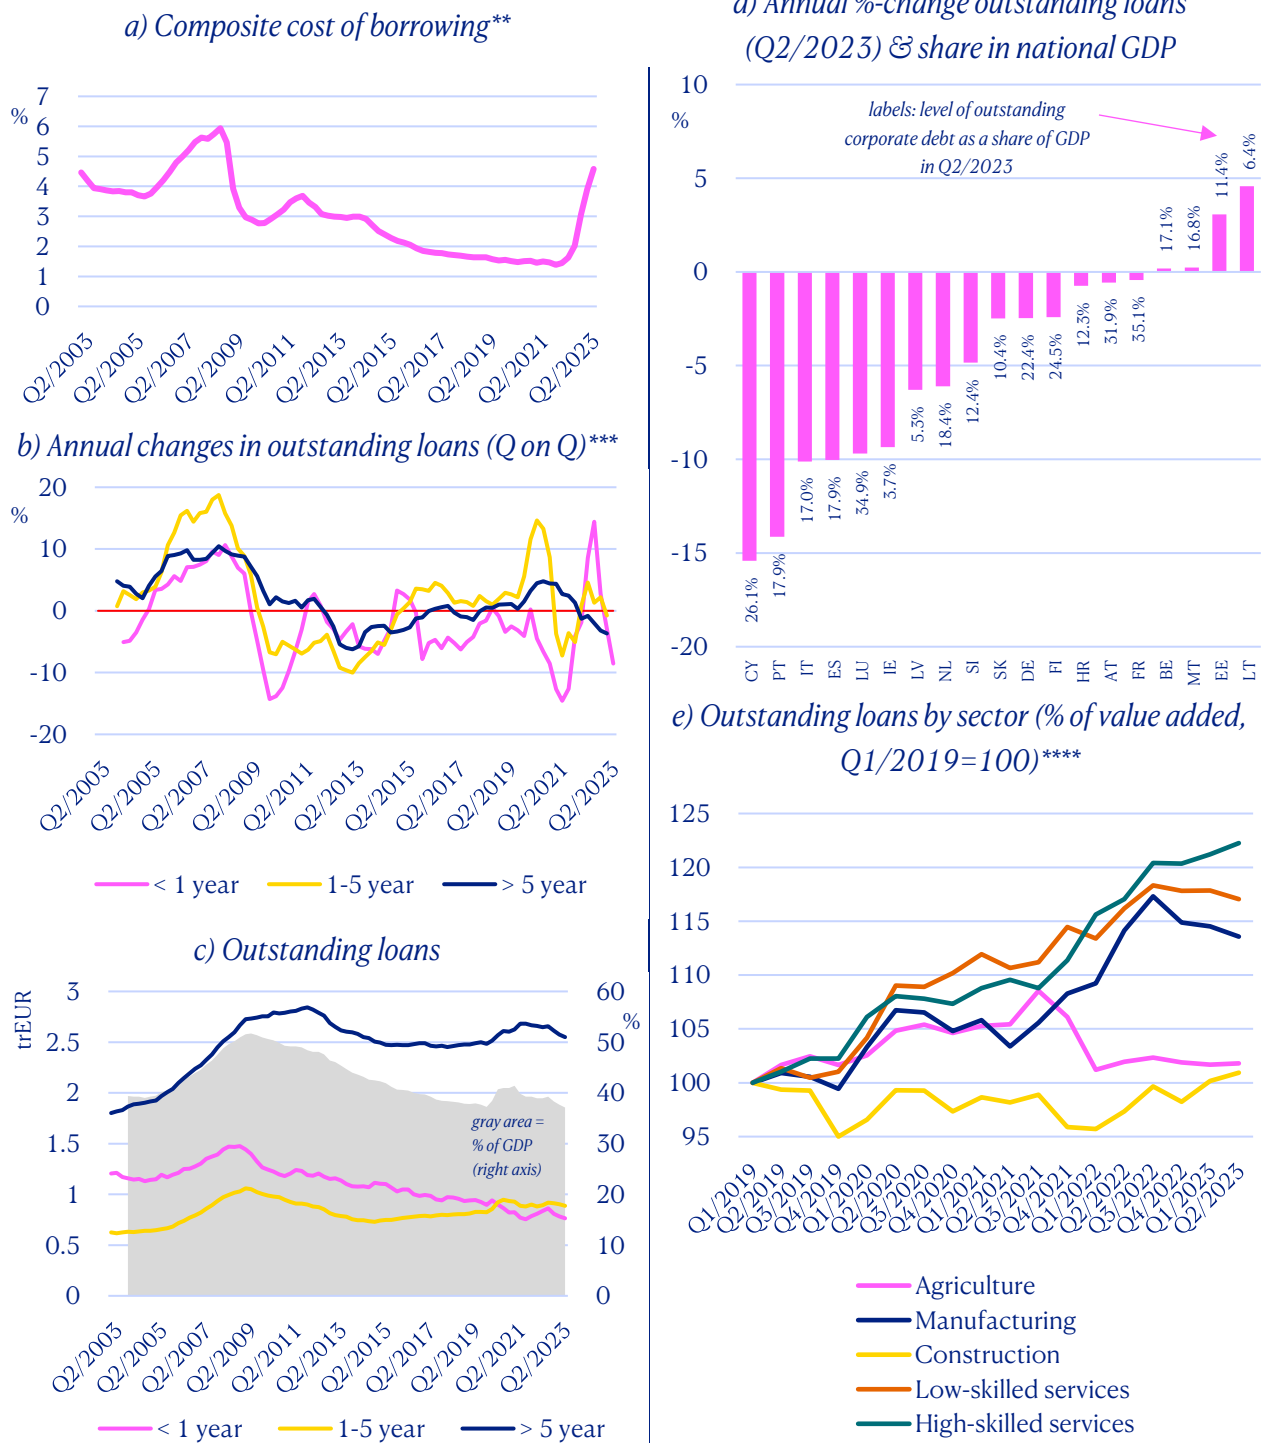 a) Composite cost of borrowing**
%
7
6
5
4
3
2
1
0
Q2/2003
Q2/2005
Q2/2007
Q2/2009
Q2/2011
Q2/2013
Q2/2015
Q2/2017
Q2/2019
Q2/2021
Q2/2023
b) Annual changes in outstanding loans (Q on Q)***
%
20
10
0
-10
-20
Q2/2003
Q2/2005
Q2/2007
Q2/2009
Q2/2011
Q2/2013
Q2/2015
Q2/2017
Q2/2019
Q2/2021
Q2/2023
< 1 year
1-5 year
> 5 year
c) Outstanding loans
trEUR
3
2.5
2
1.5
1
0.5
0
%
60
50
40
30
20
10
0
gray area =
% of GDP
(right axis)
Q2/2003
Q2/2005
Q2/2007
Q2/2009
Q2/2011
Q2/2013
Q2/2015
Q2/2017
Q2/2019
Q2/2021
Q2/2023
< 1 year
1-5 year
> 5 year
d) Annual %-change outstanding loans
(Q2/2023) & share in national GDP
%
10
5
0
-5
-10
-15
-20
labels: level of outstanding
corporate debt as a share of GDP
in Q2/2023
26.1%
17.9%
17.0%
17.9%
34.9%
3.7%
5.3%
18.4%
12.4%
10.4%
22.4%
24.5%
12.3%
31.9%
35.1%
17.1%
16.8%
11.4%
6.4%
CY
PT
IT
ES
LU
IE
LV
NL
SI
SK
DE
FI
HR
AT
FR
BE
MT
EE
LT
e) Outstanding loans by sector (% of value added,
Q1/2019=100)****
125
120
115
110
105
100
95
Q1/2019
Q2/2019
Q3/2019
Q4/2019
Q1/2020
Q2/2020
Q3/2020
Q4/2020
Q1/2021
Q2/2021
Q3/2021
Q4/2021
Q1/2022
Q2/2022
Q3/2022
Q4/2022
Q1/2023
Q2/2023
Agriculture
Manufacturing
Construction
Low-skilled services
High-skilled services